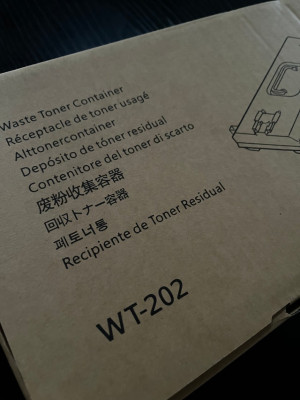 Waste Toner Container
Réceptacle de toner usagé
Alttonercontainer
Depósito de tóner residual
Contenitore del toner di scarto
废粉收集容器
回収トナー容器
폐토너통
Recipiente de Toner Residual
WT-202